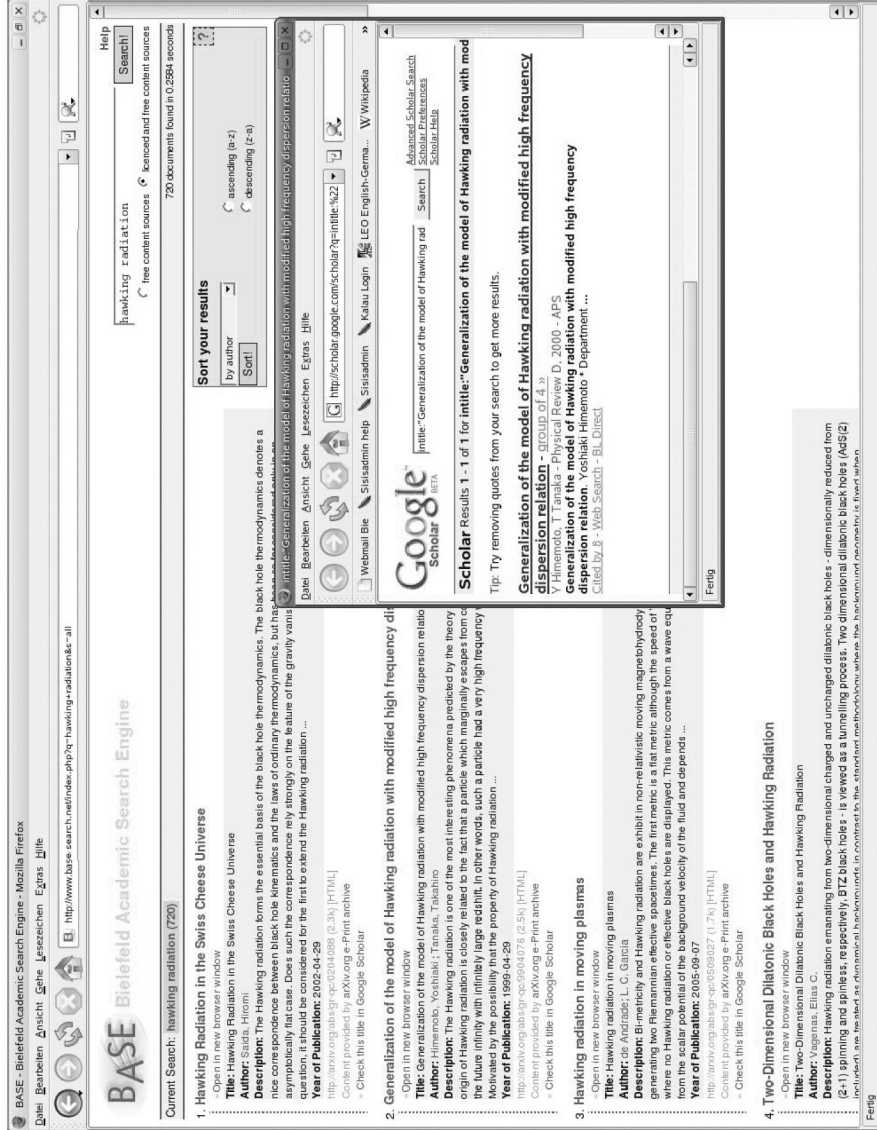 BASE - Bielefeld Academic Search Engine - Mozilla Firefox
Datei Bearbeiten Ansicht Gehe Lesezeichen Extras Hilfe
http://www.base-search.net/index.php?q=hawking+radiation&s=all
Help
BASE Bielefeld Academic Search Engine
hawking radiation
Search!
free content sources licenced and free content sources
Current Search: hawking radiation (720)
720 documents found in 0.2584 seconds
Sort your results
[?]
by author
ascending (a-z)
descending (z-a)
Sort!
1. Hawking Radiation in the Swiss Cheese Universe
» Open in new browser window
Title: Hawking Radiation in the Swiss Cheese Universe
Author: Saida, Hiromi
Description: The Hawking radiation forms the essential basis of the black hole thermodynamics. The black hole thermodynamics denotes a
nice correspondence between black hole kinematics and the laws of ordinary thermodynamics, but has been so far considered only in an
asymptotically flat case. Does such the correspondence rely strongly on the feature of the gravity vanis
question, it should be considered for the first to extend the Hawking radiation ...
Year of Publication: 2002-04-29
http://arxiv.org/abs/gr-qc/0204088 (2.3k) [HTML]
Content provided by arXiv.org e-Print archive
» Check this title in Google Scholar
2. Generalization of the model of Hawking radiation with modified high frequency dis
» Open in new browser window
Title: Generalization of the model of Hawking radiation with modified high frequency dispersion relatio
Author: Himemoto, Yoshiaki ; Tanaka, Takahiro
Description: The Hawking radiation is one of the most interesting phenomena predicted by the theory
origin of Hawking radiation is closely related to the fact that a particle which marginally escapes from co
the future infinity with infinitely large redshift. In other words, such a particle had a very high frequency
Motivated by the possibility that the property of Hawking radiation ...
Year of Publication: 1999-04-29
http://arxiv.org/abs/gr-qc/9904076 (2.5k) [HTML]
Content provided by arXiv.org e-Print archive
» Check this title in Google Scholar
3. Hawking radiation in moving plasmas
» Open in new browser window
Title: Hawking radiation in moving plasmas
Author: de Andrade; L. C. Garcia
Description: Bi-metricity and Hawking radiation are exhibit in non-relativistic moving magnetohydrody
generating two Riemannian effective spacetimes. The first metric is a flat metric although the speed of
where no Hawking radiation or effective black holes are displayed. This metric comes from a wave equ
from the scalar potential of the background velocity of the fluid and depends ...
Year of Publication: 2005-09-07
http://arxiv.org/abs/gr-qc/0509027 (1.7k) [HTML]
Content provided by arXiv.org e-Print archive
» Check this title in Google Scholar
4. Two-Dimensional Dilatonic Black Holes and Hawking Radiation
» Open in new browser window
Title: Two-Dimensional Dilatonic Black Holes and Hawking Radiation
Author: Vagenas, Elias C.
Description: Hawking radiation emanating from two-dimensional charged and uncharged dilatonic black holes - dimensionally reduced from
(2+1) spinning and spinless, respectively, BTZ black holes - is viewed as a tunnelling process. Two dimensional dilatonic black holes (AdS(2)
included) are treated as dynamical backgrounds in contrast to the standard methodology where the background geometry is fixed when
Fertig
intitle:"Generalization of the model of Hawking radiation with modified high frequency dispersion relatio
Datei Bearbeiten Ansicht Gehe Lesezeichen Extras Hilfe
http://scholar.google.com/scholar?q=intitle:%22
Webmail Bie Sisisadmin help Sisisadmin Kalau Login LEO English-Germa... Wikipedia »
Google Scholar BETA
intitle:"Generalization of the model of Hawking rad
Search
Advanced Scholar Search
Scholar Preferences
Scholar Help
Scholar Results 1 - 1 of 1 for intitle:"Generalization of the model of Hawking radiation with mod
Tip: Try removing quotes from your search to get more results.
Generalization of the model of Hawking radiation with modified high frequency
dispersion relation - group of 4 »
Y Himemoto, T Tanaka - Physical Review D, 2000 - APS
Generalization of the model of Hawking radiation with modified high frequency
dispersion relation. Yoshiaki Himemoto * Department ...
Cited by 8 - Web Search - BL Direct
Fertig